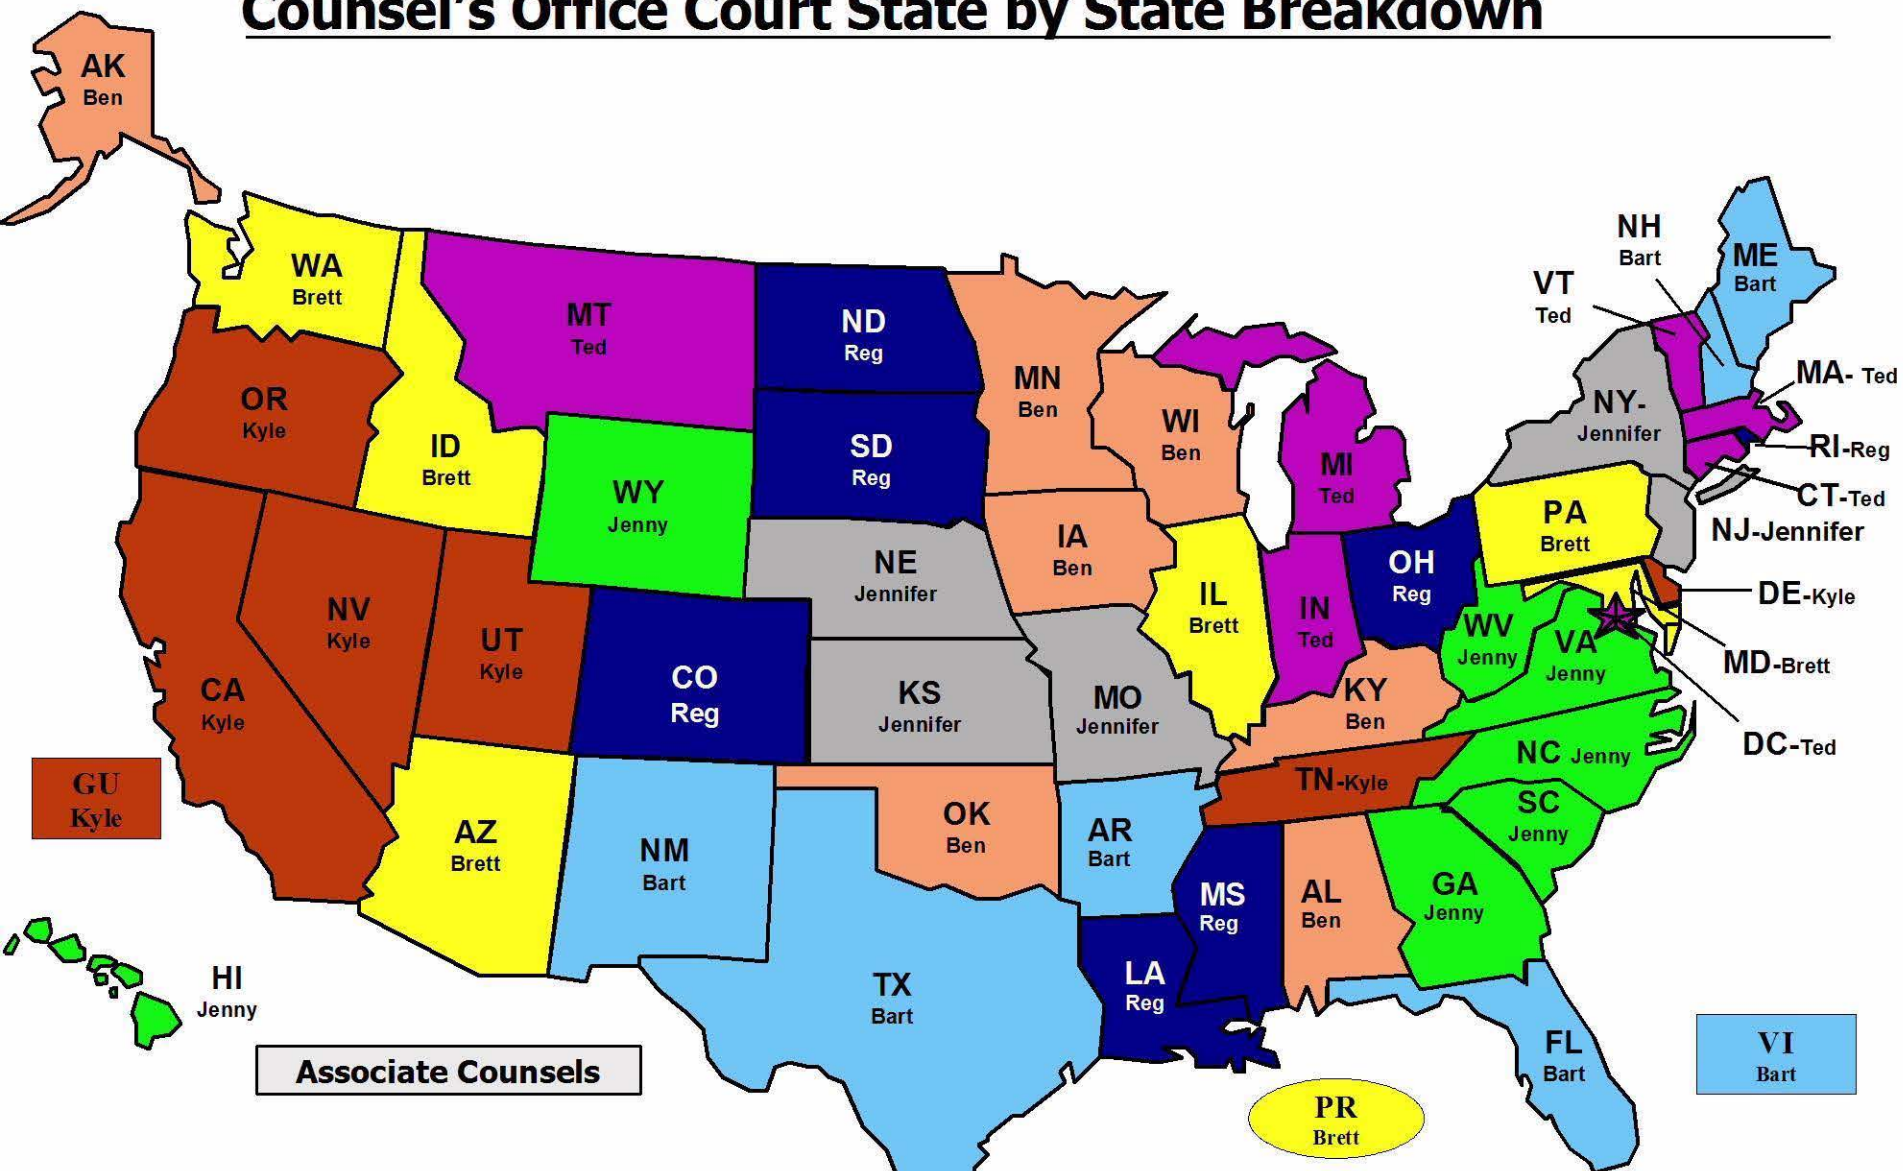 Counsel's Office Court State by State Breakdown
AK
Ben
WA
Brett
MT
Ted
ND
Reg
MN
Ben
NH
Bart
ME
Bart
VT
Ted
MA- Ted
OR
Kyle
ID
Brett
SD
Reg
WI
Ben
MI
Ted
NY-
Jennifer
RI-Reg
CT-Ted
NJ-Jennifer
WY
Jenny
NE
Jennifer
IA
Ben
IL
Brett
IN
Ted
OH
Reg
PA
Brett
DE-Kyle
MD-Brett
DC-Ted
NV
Kyle
UT
Kyle
CA
Kyle
CO
Reg
KS
Jennifer
MO
Jennifer
KY
Ben
WV
Jenny
VA
Jenny
NC Jenny
TN-Kyle
SC
Jenny
GU
Kyle
AZ
Brett
NM
Bart
OK
Ben
AR
Bart
MS
Reg
AL
Ben
GA
Jenny
HI
Jenny
TX
Bart
LA
Reg
FL
Bart
VI
Bart
PR
Brett
Associate Counsels